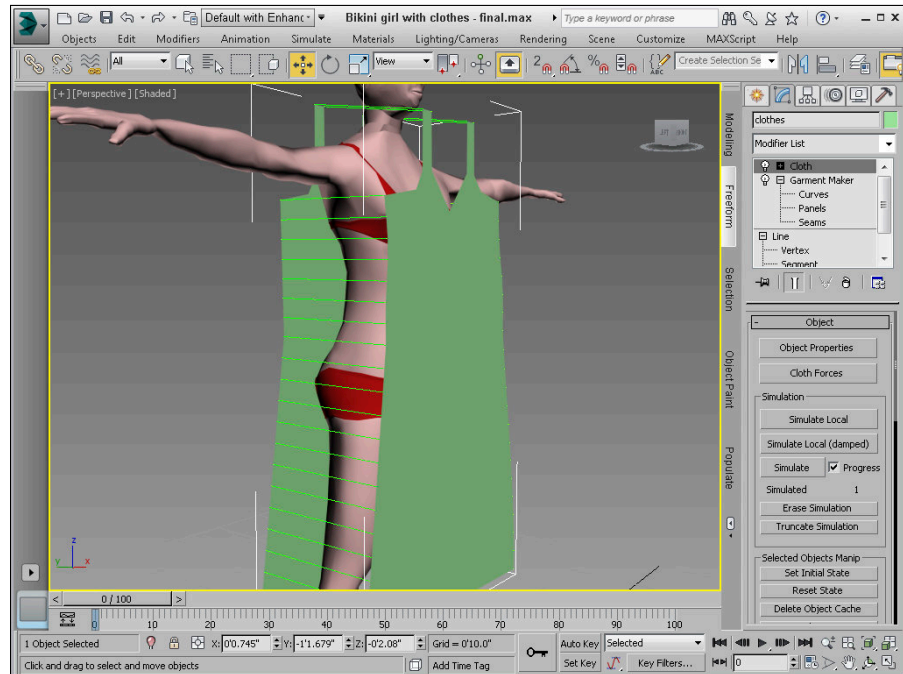 Default with Enhanc: Bikini girl with clothes - final.max Type a keyword or phrase
Objects Edit Modifiers Animation Simulate Materials Lighting/Cameras Rendering Scene Customize MAXScript Help
All View 2 % ABC Create Selection Se
[+] [Perspective] [Shaded]
Modeling
Freeform
Selection
Object Paint
Populate
clothes
Modifier List
Cloth
Garment Maker
Curves
Panels
Seams
Line
Vertex
Segment
- Object
Object Properties
Cloth Forces
Simulation
Simulate Local
Simulate Local (damped)
Simulate Progress
Simulated 1
Erase Simulation
Truncate Simulation
Selected Objects Manip
Set Initial State
Reset State
Delete Object Cache
z
y x
< 0 / 100 >
0 10 20 30 40 50 60 70 80 90 100
1 Object Selected X: 0'0.745" Y: -1'1.679" Z: -0'2.08" Grid = 0'10.0" Auto Key Selected
Click and drag to select and move objects Add Time Tag Set Key Key Filters... 0